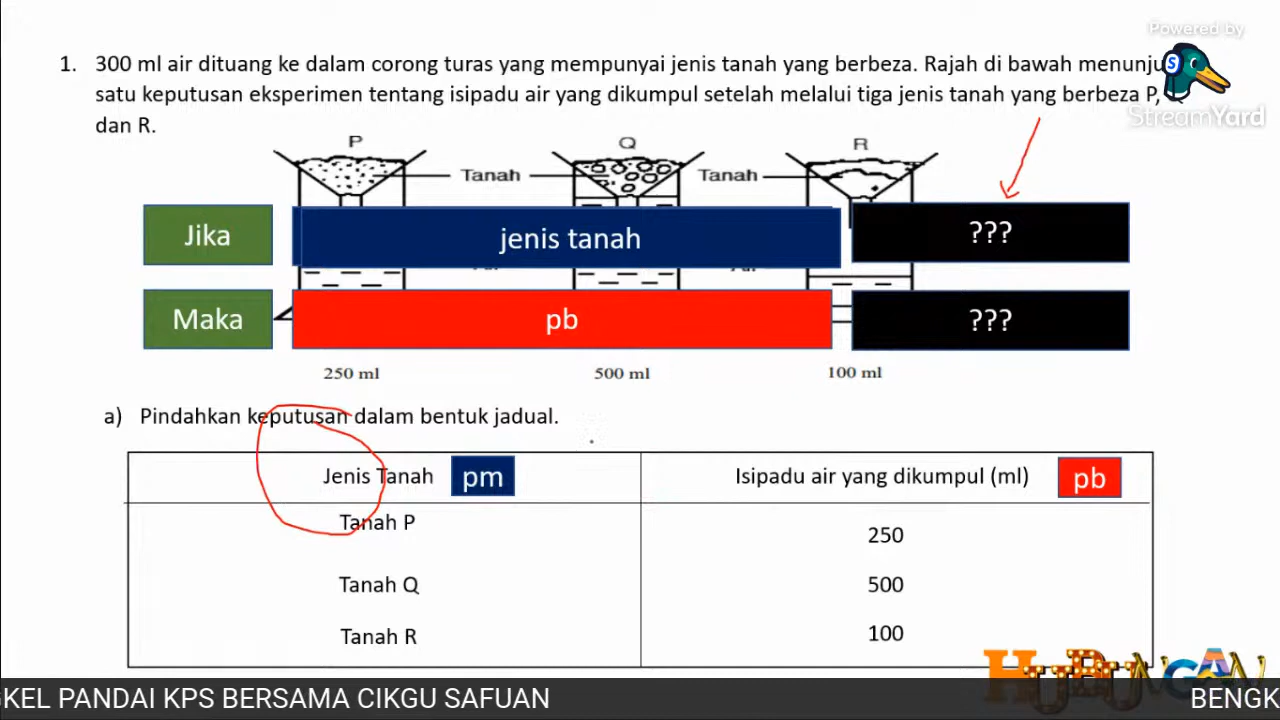 Powered by
StreamYard
1. 300 ml air dituang ke dalam corong turas yang mempunyai jenis tanah yang berbeza. Rajah di bawah menunju
satu keputusan eksperimen tentang isipadu air yang dikumpul setelah melalui tiga jenis tanah yang berbeza P, Q
dan R.
P Q R
Tanah Tanah
Jika jenis tanah ???
Maka pb ???
250 ml 500 ml 100 ml
a) Pindahkan keputusan dalam bentuk jadual.
Jenis Tanah pm Isipadu air yang dikumpul (ml) pb
Tanah P 250
Tanah Q 500
Tanah R 100
HUBUNGAN
GKEL PANDAI KPS BERSAMA CIKGU SAFUAN BENGK